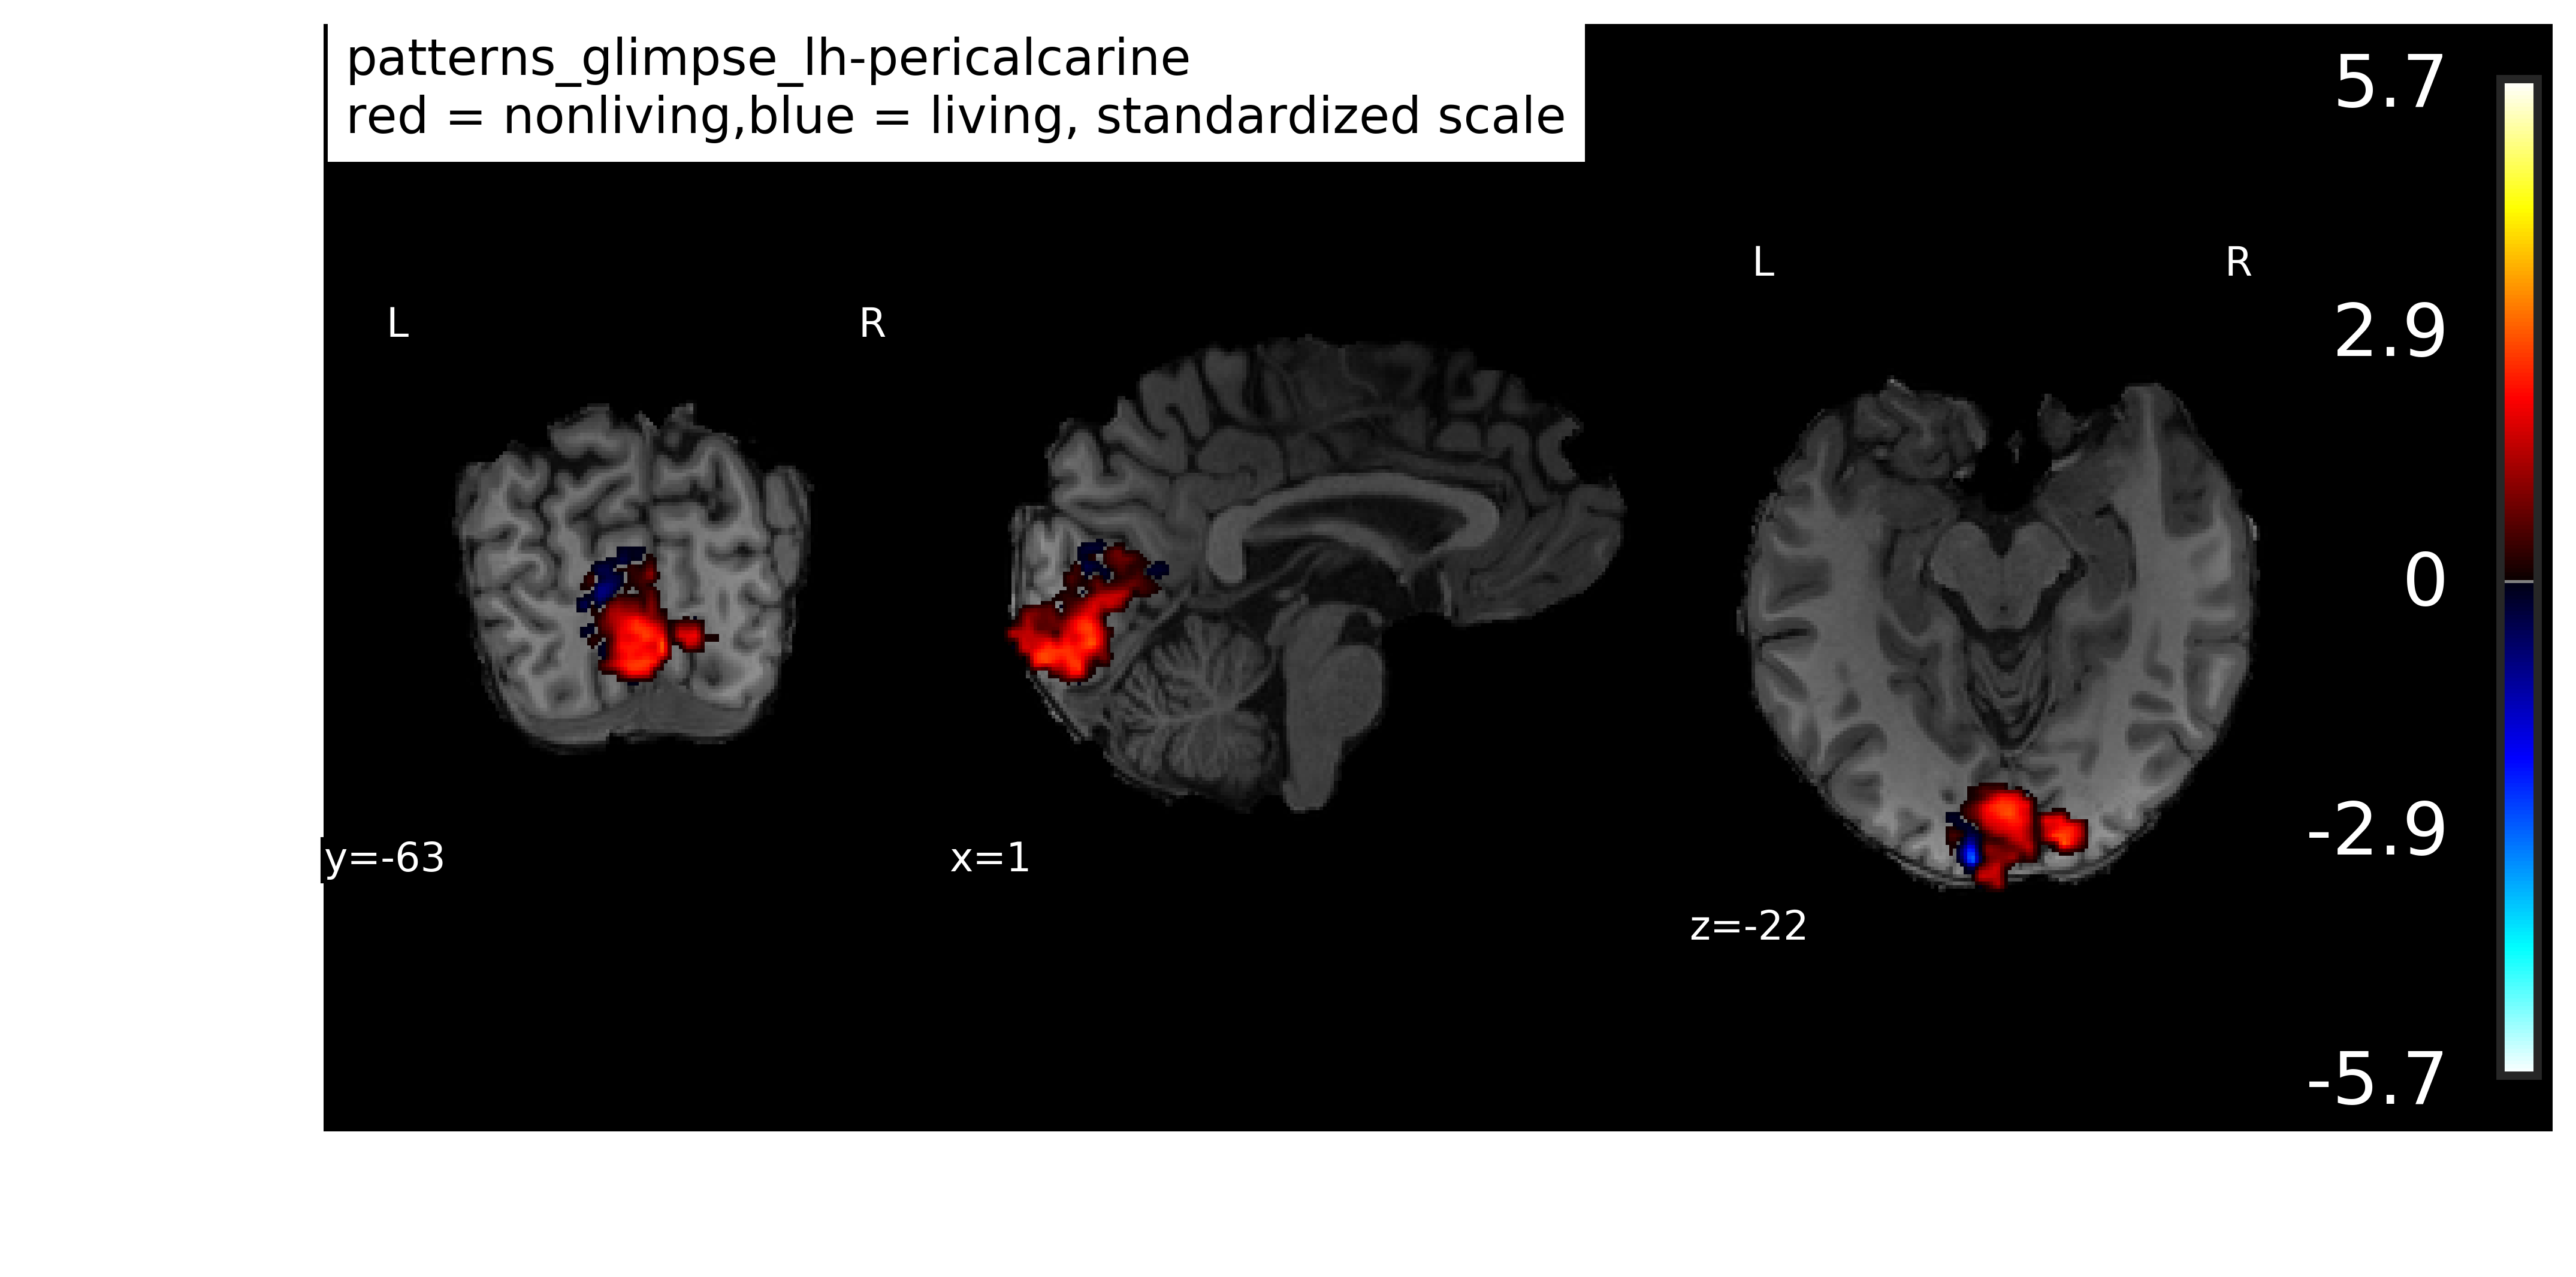 patterns_glimpse_lh-pericalcarine
red = nonliving,blue = living, standardized scale
L
R
L
R
y=-63
x=1
z=-22
5.7
2.9
0
-2.9
-5.7